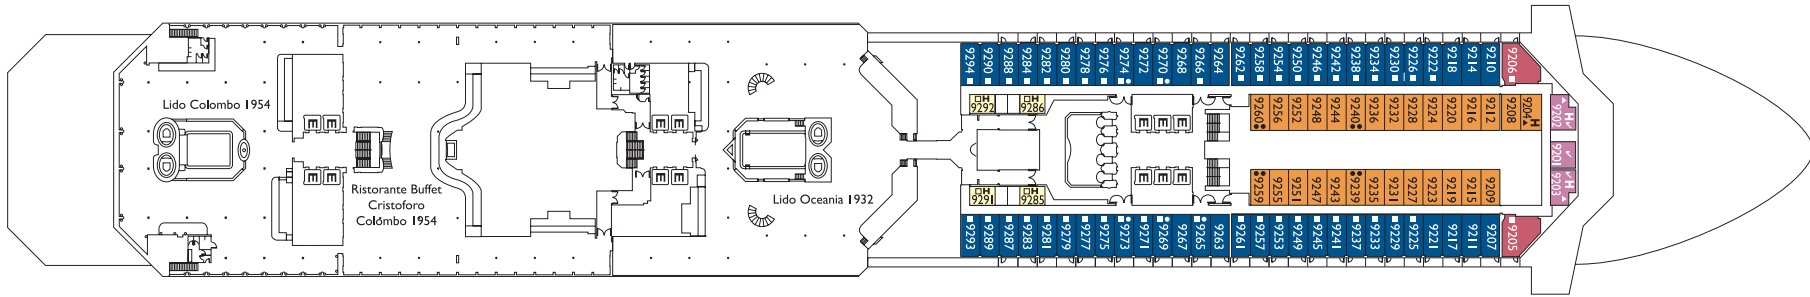 Lido Colombo 1954
Ristorante Buffet
Cristoforo
Colómbo 1954
Lido Oceania 1932
9294 9290 9288 9284 9282 9280 9278 9276 9274 9272 9270 9268 9266 9264 9262 9258 9254 9250 9246 9242 9238 9234 9230 9226 9222 9218 9214 9210 9206
H 9292 H 9286
9260 9256 9252 9248 9244 9240 9236 9232 9228 9224 9220 9216 9212 9208 9204 H
9202 H
9201
9203 H
9259 9255 9251 9247 9243 9239 9235 9231 9227 9223 9219 9215 9209
H 9291 H 9285
9293 9289 9287 9283 9281 9279 9277 9275 9273 9271 9269 9267 9265 9263 9261 9257 9253 9249 9245 9241 9237 9233 9229 9225 9221 9217 9211 9207 9205